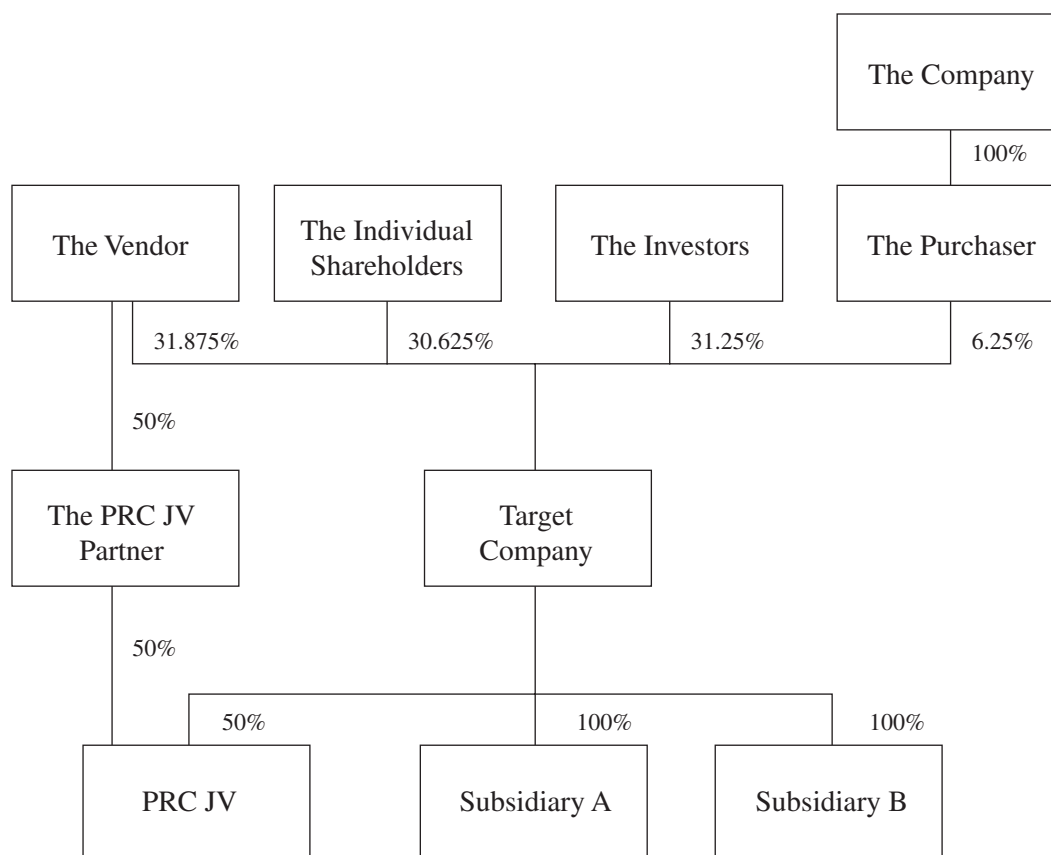 The Company
100%
The Vendor
The Individual
Shareholders
The Investors
The Purchaser
31.875%
30.625%
31.25%
6.25%
50%
The PRC JV
Partner
Target
Company
50%
50%
100%
100%
PRC JV
Subsidiary A
Subsidiary B